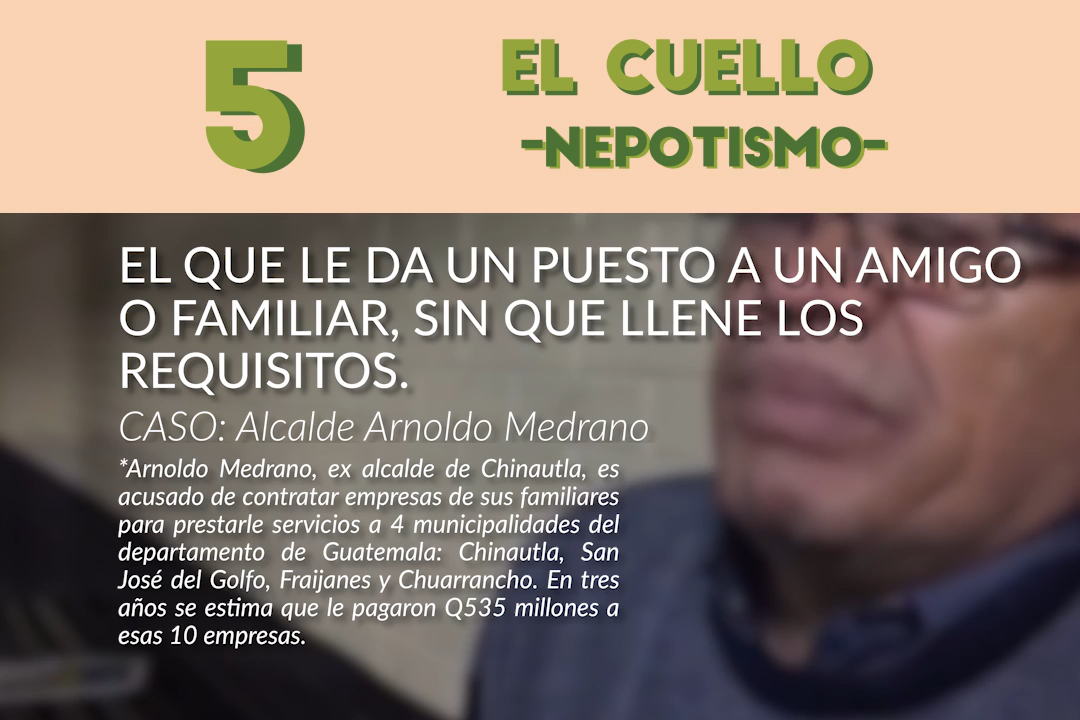 5
EL CUELLO
-NEPOTISMO-
EL QUE LE DA UN PUESTO A UN AMIGO
O FAMILIAR, SIN QUE LLENE LOS
REQUISITOS.
CASO: Alcalde Arnoldo Medrano
*Arnoldo Medrano, ex alcalde de Chinautla, es
acusado de contratar empresas de sus familiares
para prestarle servicios a 4 municipalidades del
departamento de Guatemala: Chinautla, San
José del Golfo, Fraijanes y Chuarrancho. En tres
años se estima que le pagaron Q535 millones a
esas 10 empresas.